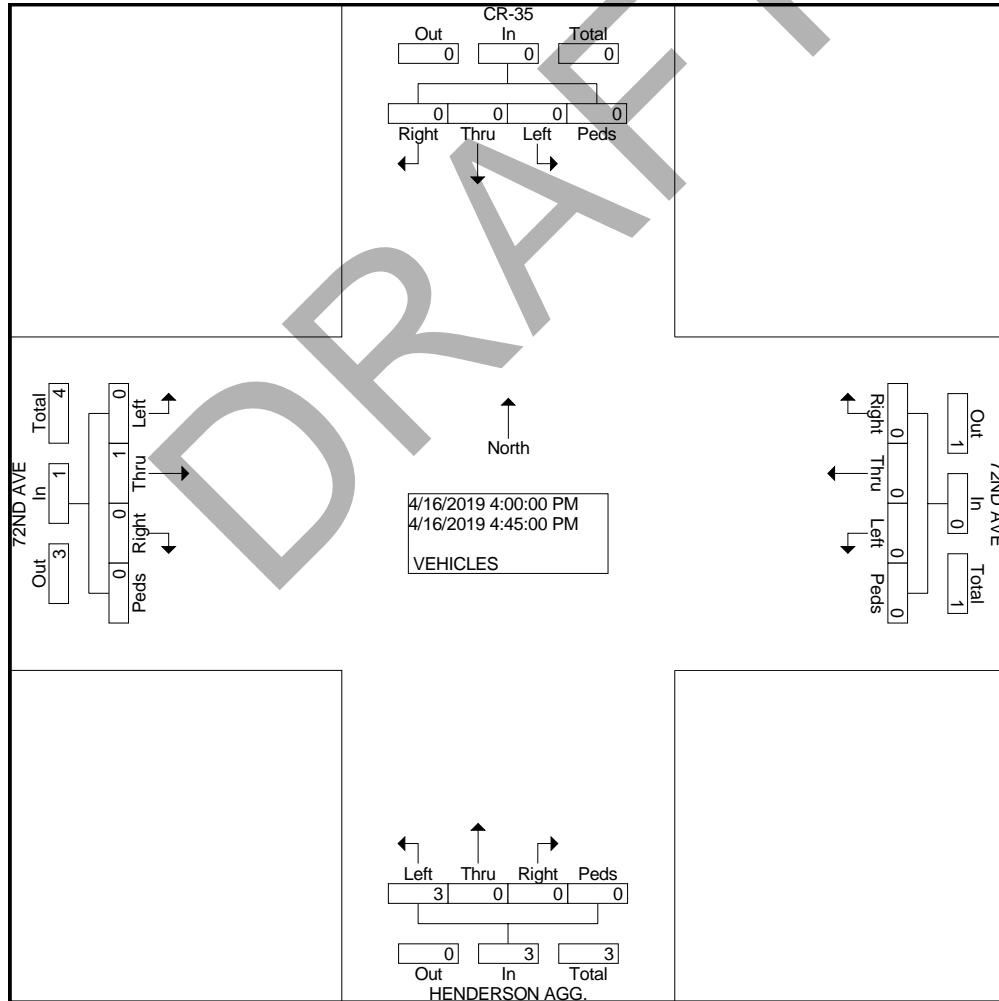 CR-35
Out In Total
0 0 0
0 0 0 0
Right Thru Left Peds
72ND AVE
Total In Out
4 1 3
0 1 0 0
Left Thru Right Peds
North
4/16/2019 4:00:00 PM
4/16/2019 4:45:00 PM
VEHICLES
Right Thru Left Peds
0 0 0 0
Out In Total
1 0 1
72ND AVE
Left Thru Right Peds
3 0 0 0
0 3 3
Out In Total
HENDERSON AGG.
DRAFT